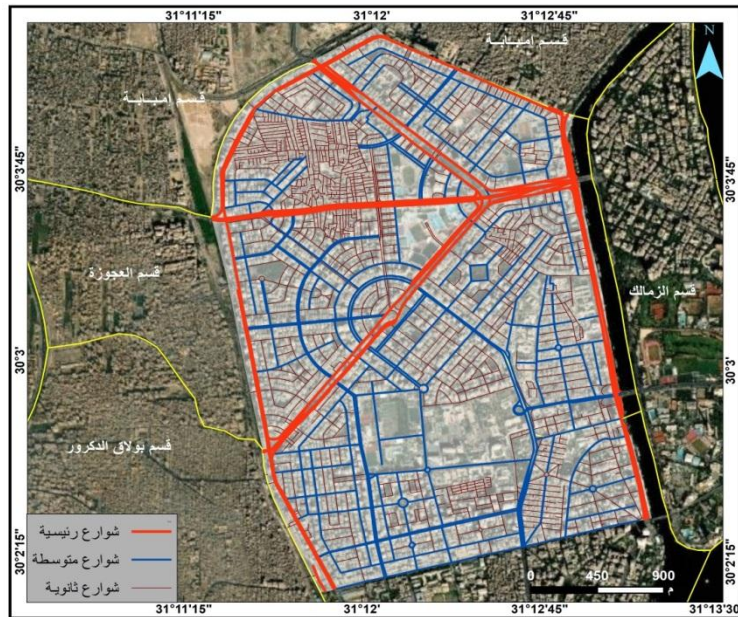 31°11'15" 31°12' 31°12'45"
N
قسم امبابة
قسم امبابة
30°3'45" 30°3'45"
قسم العجوزة
قسم الزمالك
30°3' 30°3'
قسم بولاق الدكرور
شوارع رئيسية
شوارع متوسطة
شوارع ثانوية
30°2'15" 30°2'15"
0 450 900
م
31°11'15" 31°12' 31°12'45" 31°13'30"